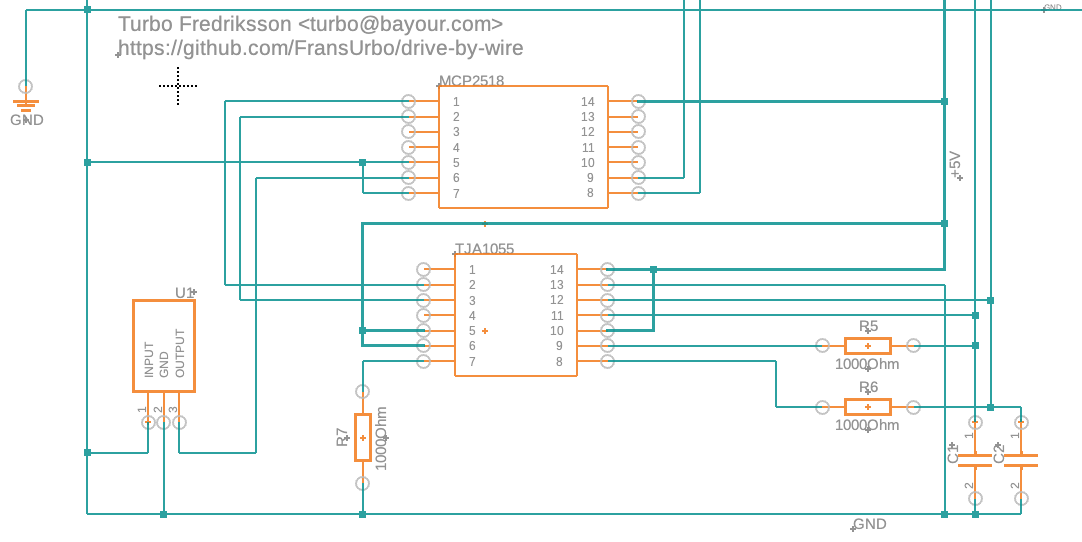 GND
Turbo Fredriksson <turbo@bayour.com>
https://github.com/FransUrbo/drive-by-wire
GND
MCP2518
1 14
2 13
3 12
4 11
5 10
6 9
7 8
+5V
TJA1055
1 14
2 13
3 12
4 11
5 10
6 9
7 8
U1
INPUT
GND
OUTPUT
1 2 3
R5
1000Ohm
R6
1000Ohm
R7
1000Ohm
C1
1
2
C2
1
2
GND